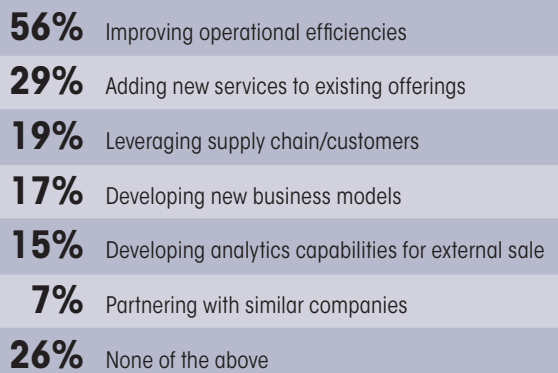 56% Improving operational efficiencies
29% Adding new services to existing offerings
19% Leveraging supply chain/customers
17% Developing new business models
15% Developing analytics capabilities for external sale
7% Partnering with similar companies
26% None of the above